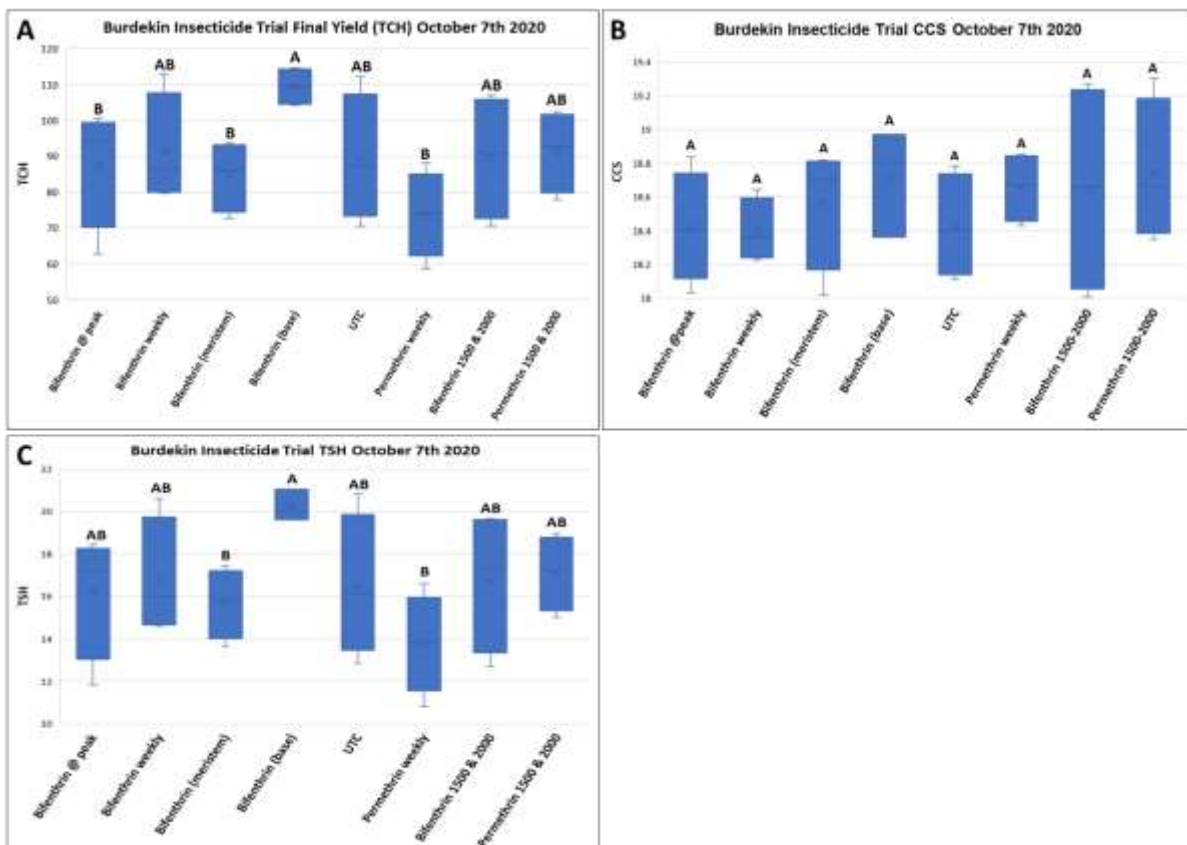 A
Burdekin Insecticide Trial Final Yield (TCH) October 7th 2020
120
110
100
90
80
70
60
50
TCH
B
AB
B
A
AB
B
AB
AB
Bifenthrin @ peak
Bifenthrin weekly
Bifenthrin (meristem)
Bifenthrin (base)
UTC
Permethrin weekly
Bifenthrin 1500 & 2000
Permethrin 1500 & 2000
B
Burdekin Insecticide Trial CCS October 7th 2020
19.4
19.2
19
18.8
18.6
18.4
18.2
18
CCS
A
A
A
A
A
A
A
A
Bifenthrin @peak
Bifenthrin weekly
Bifenthrin (meristem)
Bifenthrin (base)
UTC
Permethrin weekly
Bifenthrin 1500-2000
Permethrin 1500-2000
C
Burdekin Insecticide Trial TSH October 7th 2020
22
20
18
16
14
12
10
TSH
AB
AB
B
A
AB
B
AB
AB
Bifenthrin @ peak
Bifenthrin weekly
Bifenthrin (meristem)
Bifenthrin (base)
UTC
Permethrin weekly
Bifenthrin 1500 & 2000
Permethrin 1500 & 2000